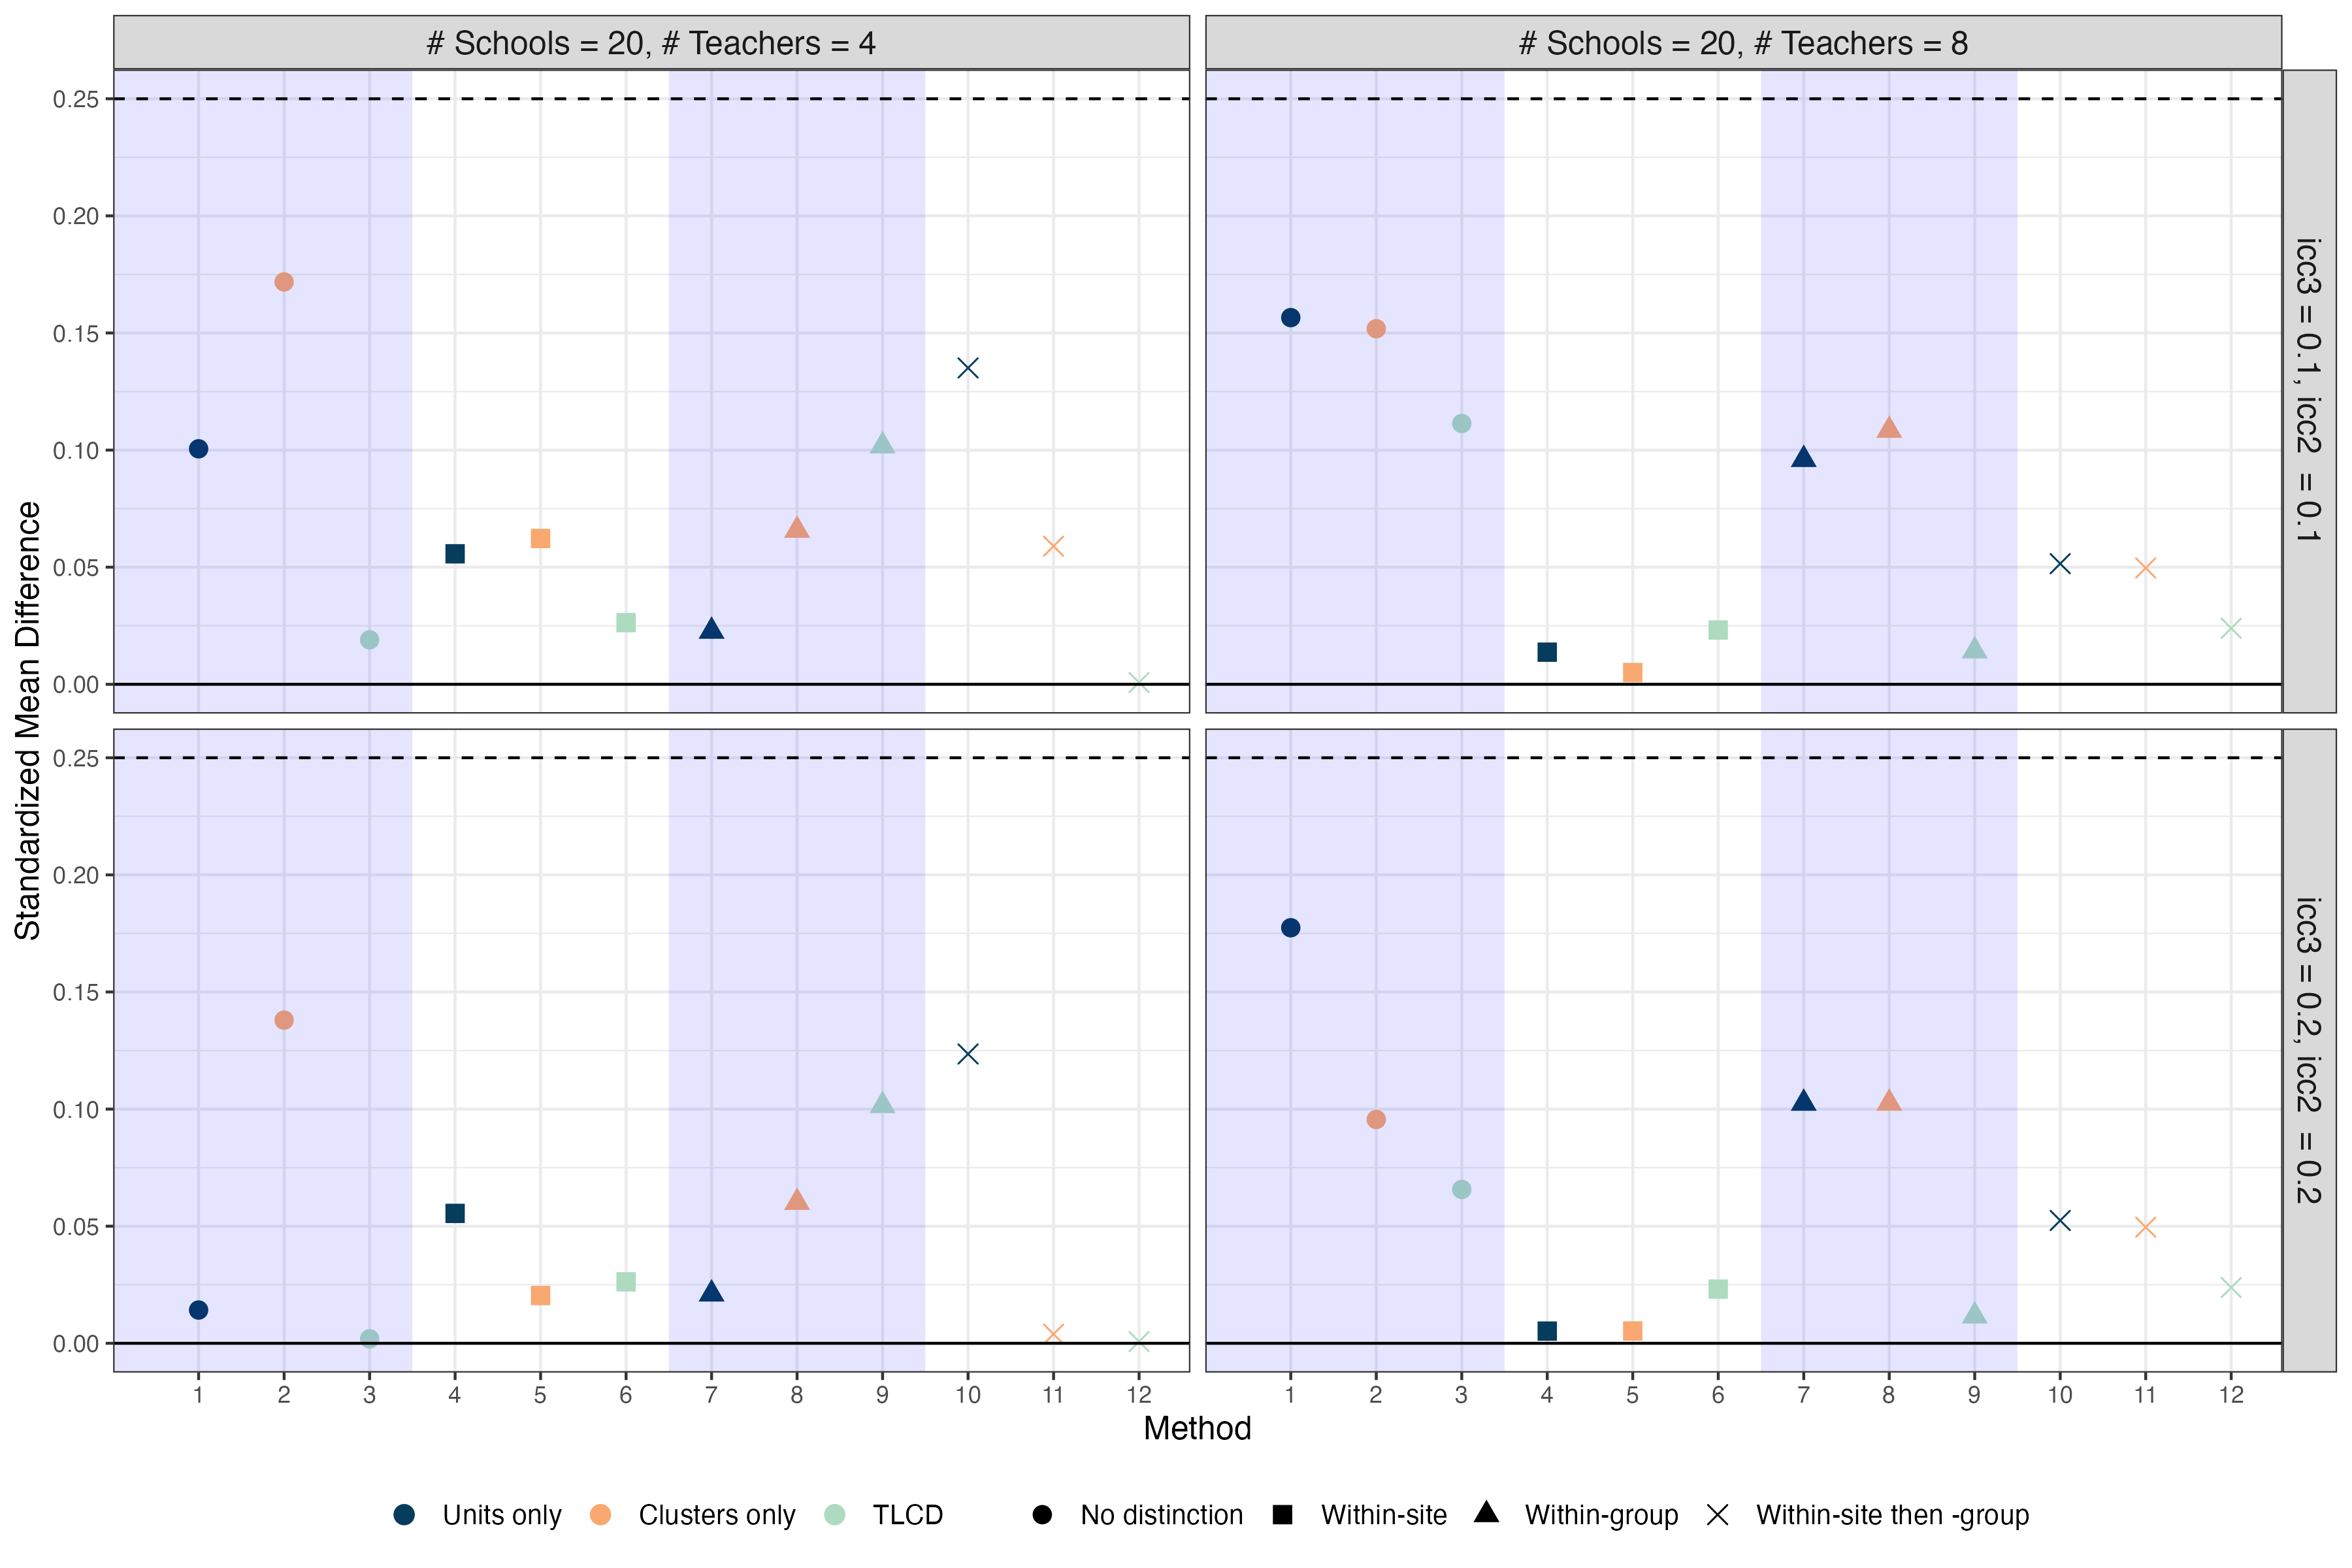 # Schools = 20, # Teachers = 4
# Schools = 20, # Teachers = 8
Standardized Mean Difference
0.25
0.20
0.15
0.10
0.05
0.00
icc3 = 0.1, icc2 = 0.1
0.25
0.20
0.15
0.10
0.05
0.00
icc3 = 0.2, icc2 = 0.2
1 2 3 4 5 6 7 8 9 10 11 12
1 2 3 4 5 6 7 8 9 10 11 12
Method
Units only Clusters only TLCD No distinction Within-site Within-group Within-site then -group